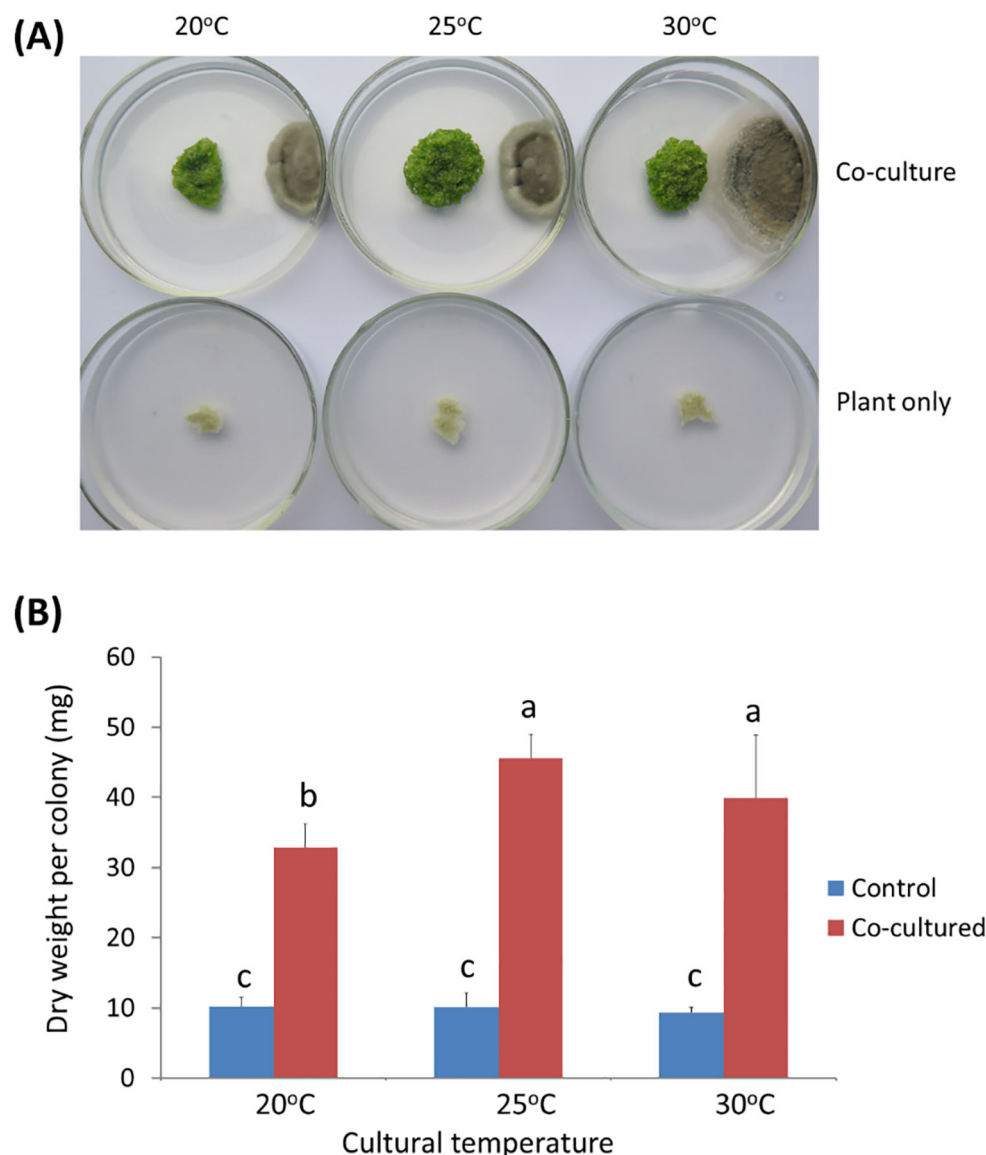 (A)
20°C 25°C 30°C
Co-culture
Plant only
(B)
Dry weight per colony (mg)
60
50
40
30
20
10
0
c b c a c a
Control
Co-cultured
20°C 25°C 30°C
Cultural temperature